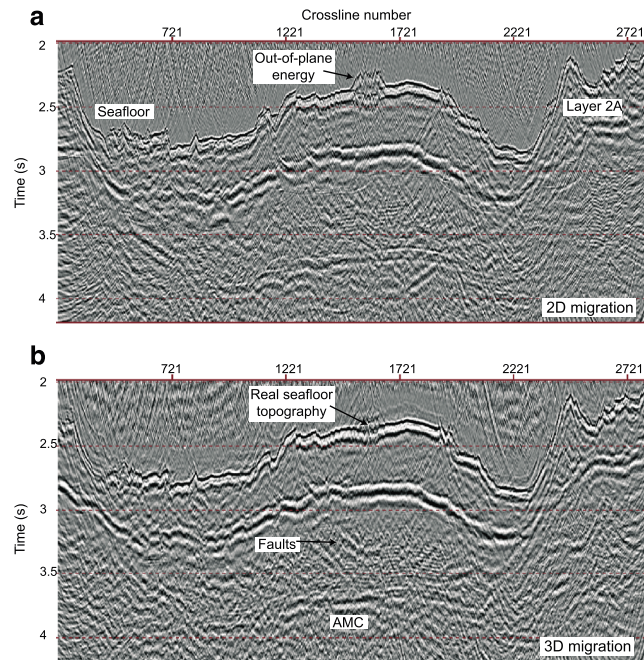 a
Crossline number
721 1221 1721 2221 2721
2
Out-of-plane
energy
2.5
Seafloor
Layer 2A
3
Time (s)
3.5
4
2D migration
b
721 1221 1721 2221 2721
2
Real seafloor
topography
2.5
3
Time (s)
Faults
3.5
AMC
4
3D migration